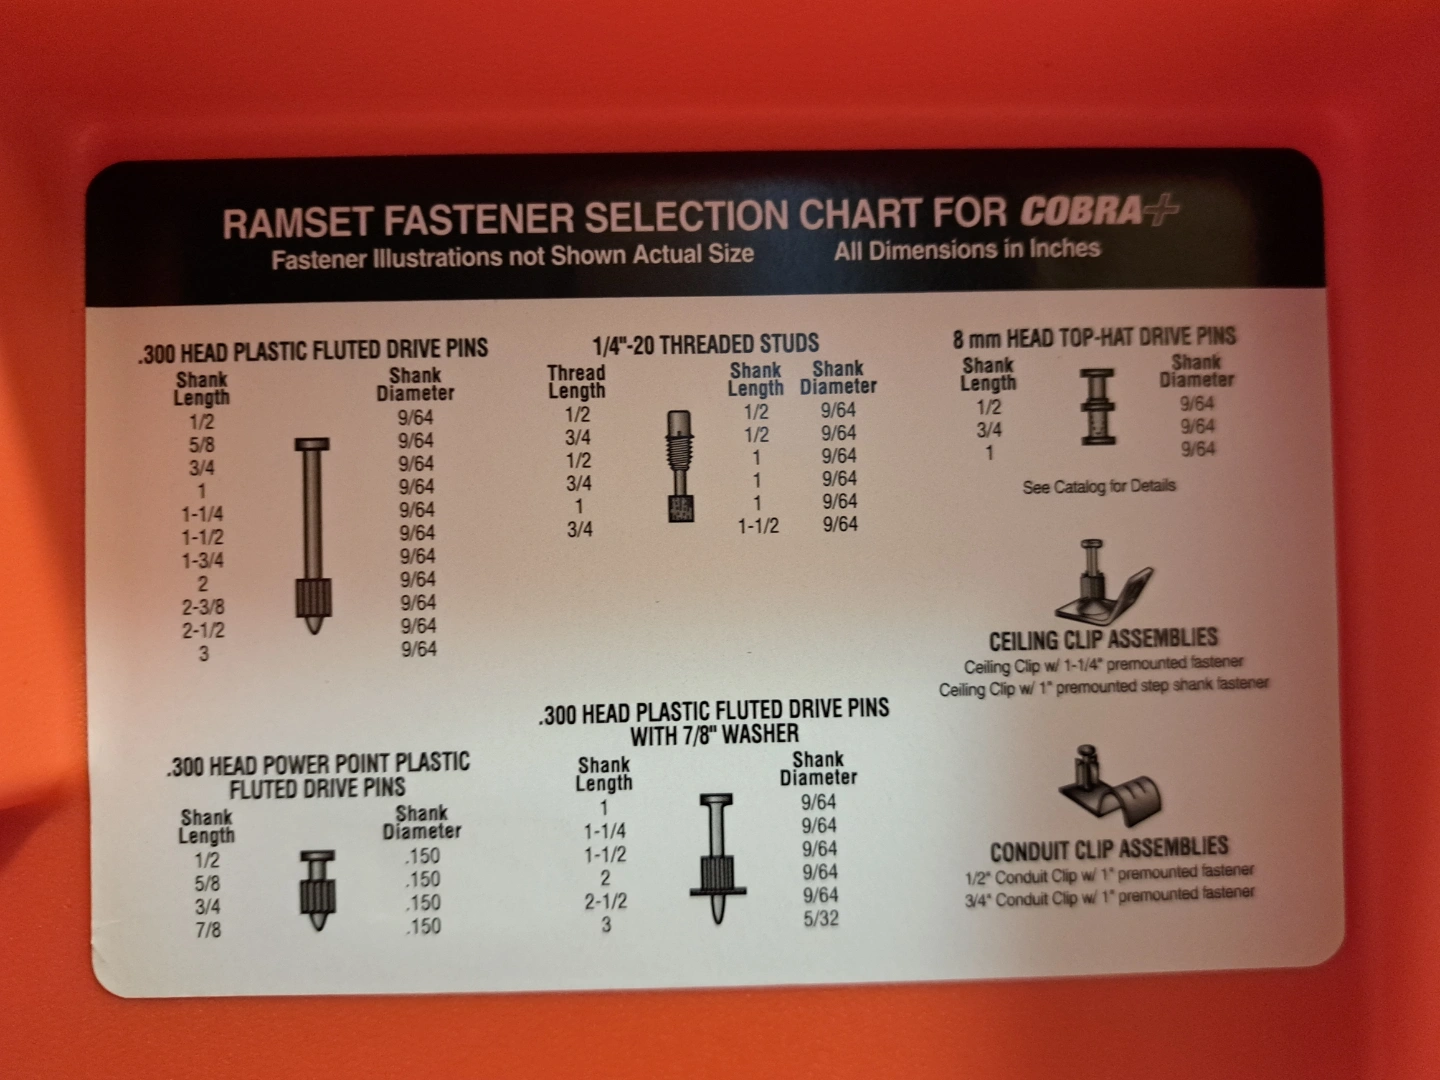 RAMSET FASTENER SELECTION CHART FOR COBRA+
Fastener Illustrations not Shown Actual Size All Dimensions in Inches
.300 HEAD PLASTIC FLUTED DRIVE PINS
Shank Length Shank Diameter
1/2 9/64
5/8 9/64
3/4 9/64
1 9/64
1-1/4 9/64
1-1/2 9/64
1-3/4 9/64
2 9/64
2-3/8 9/64
2-1/2 9/64
3 9/64
1/4"-20 THREADED STUDS
Thread Length Shank Length Shank Diameter
1/2 1/2 9/64
3/4 1/2 9/64
1/2 1 9/64
3/4 1 9/64
1 1 9/64
3/4 1-1/2 9/64
8 mm HEAD TOP-HAT DRIVE PINS
Shank Length Shank Diameter
1/2 9/64
3/4 9/64
1 9/64
See Catalog for Details
CEILING CLIP ASSEMBLIES
Ceiling Clip w/ 1-1/4" premounted fastener
Ceiling Clip w/ 1" premounted step shank fastener
.300 HEAD POWER POINT PLASTIC
FLUTED DRIVE PINS
Shank Length Shank Diameter
1/2 .150
5/8 .150
3/4 .150
7/8 .150
.300 HEAD PLASTIC FLUTED DRIVE PINS
WITH 7/8" WASHER
Shank Length Shank Diameter
1 9/64
1-1/4 9/64
1-1/2 9/64
2 9/64
2-1/2 9/64
3 5/32
CONDUIT CLIP ASSEMBLIES
1/2" Conduit Clip w/ 1" premounted fastener
3/4" Conduit Clip w/ 1" premounted fastener